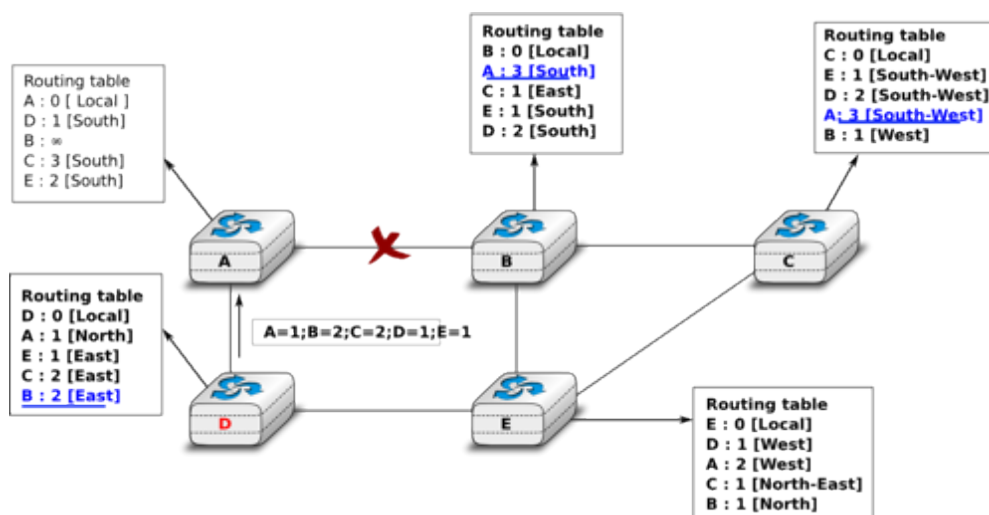 Routing table
A : 0 [ Local ]
D : 1 [South]
B : ∞
C : 3 [South]
E : 2 [South]
Routing table
B : 0 [Local]
A : 3 [South]
C : 1 [East]
E : 1 [South]
D : 2 [South]
Routing table
C : 0 [Local]
E : 1 [South-West]
D : 2 [South-West]
A: 3 [South-West]
B : 1 [West]
A
B
C
Routing table
D : 0 [Local]
A : 1 [North]
E : 1 [East]
C : 2 [East]
B : 2 [East]
A=1;B=2;C=2;D=1;E=1
D
E
Routing table
E : 0 [Local]
D : 1 [West]
A : 2 [West]
C : 1 [North-East]
B : 1 [North]